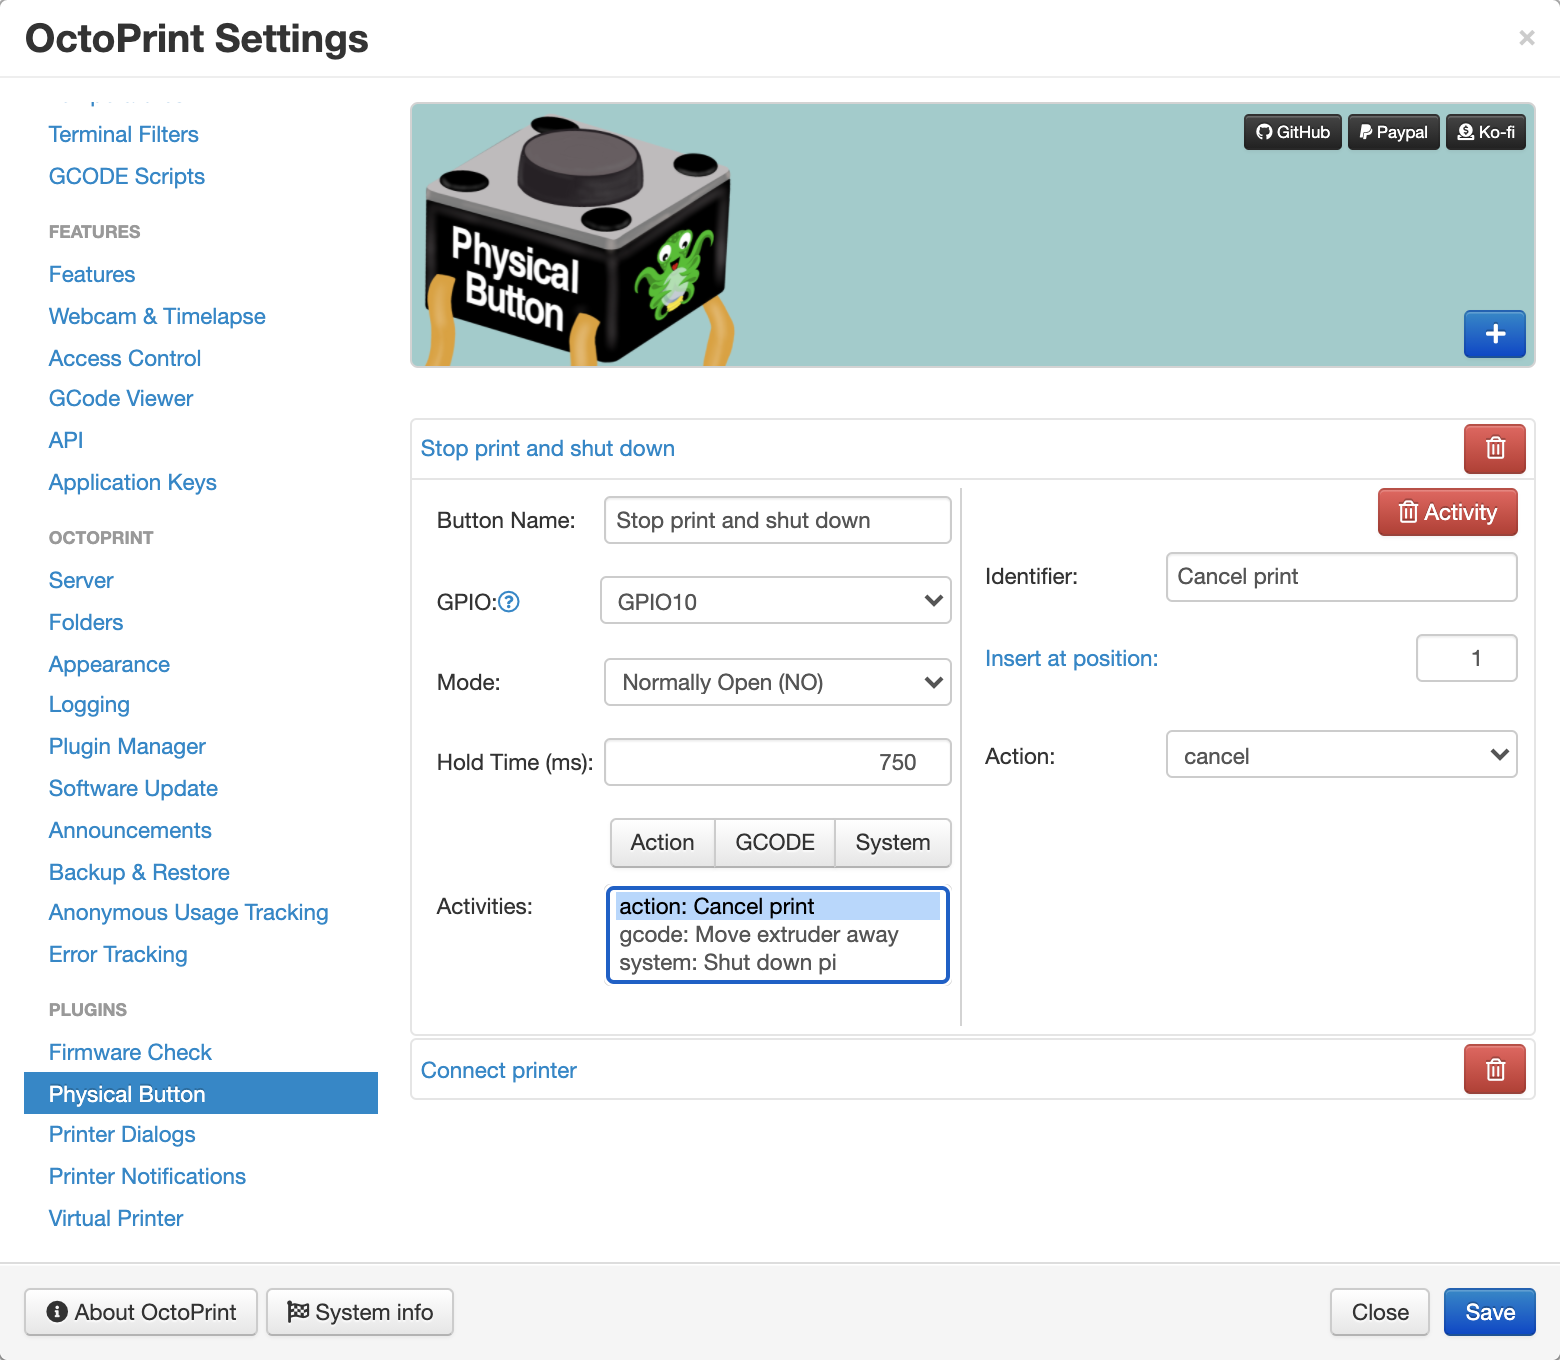 OctoPrint Settings
×
Terminal Filters
GCODE Scripts
FEATURES
Features
Webcam & Timelapse
Access Control
GCode Viewer
API
Application Keys
OCTOPRINT
Server
Folders
Appearance
Logging
Plugin Manager
Software Update
Announcements
Backup & Restore
Anonymous Usage Tracking
Error Tracking
PLUGINS
Firmware Check
Physical Button
Printer Dialogs
Printer Notifications
Virtual Printer
Physical
Button
GitHub Paypal Ko-fi
+
Stop print and shut down
Button Name: Stop print and shut down
GPIO: GPIO10
Mode: Normally Open (NO)
Hold Time (ms): 750
Action GCODE System
Activities:
action: Cancel print
gcode: Move extruder away
system: Shut down pi
Activity
Identifier: Cancel print
Insert at position: 1
Action: cancel
Connect printer
About OctoPrint System info Close Save